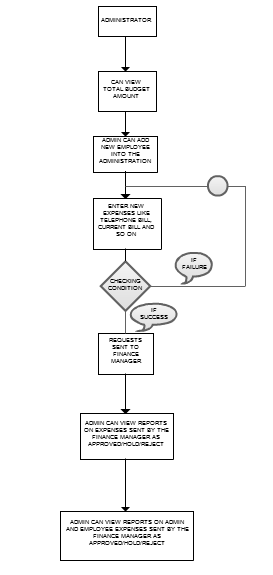 ADMINISTRATOR
CAN VIEW
TOTAL BUDGET
AMOUNT
ADMIN CAN ADD
NEW EMPLOYEE
INTO THE
ADMINISTRATION
ENTER NEW
EXPENSES LIKE
TELEPHONE BILL,
CURRENT BILL AND
SO ON
CHECKING
CONDITION
IF
FAILURE
IF
SUCCESS
REQUESTS
SENT TO
FINANCE
MANAGER
ADMIN CAN VIEW REPORTS
ON EXPENSES SENT BY THE
FINANCE MANAGER AS
APPROVED/HOLD/REJECT
ADMIN CAN VIEW REPORTS ON ADMIN
AND EMPLOYEE EXPENSES SENT BY THE
FINANCE MANAGER AS
APPROVED/HOLD/REJECT